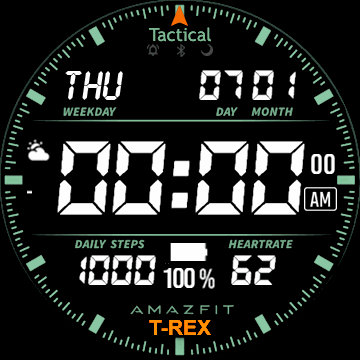 Tactical
THU 07 01
WEEKDAY DAY MONTH
00:00 00
AM
-
DAILY STEPS HEARTRATE
1000 100% 62
AMAZFIT
T-REX